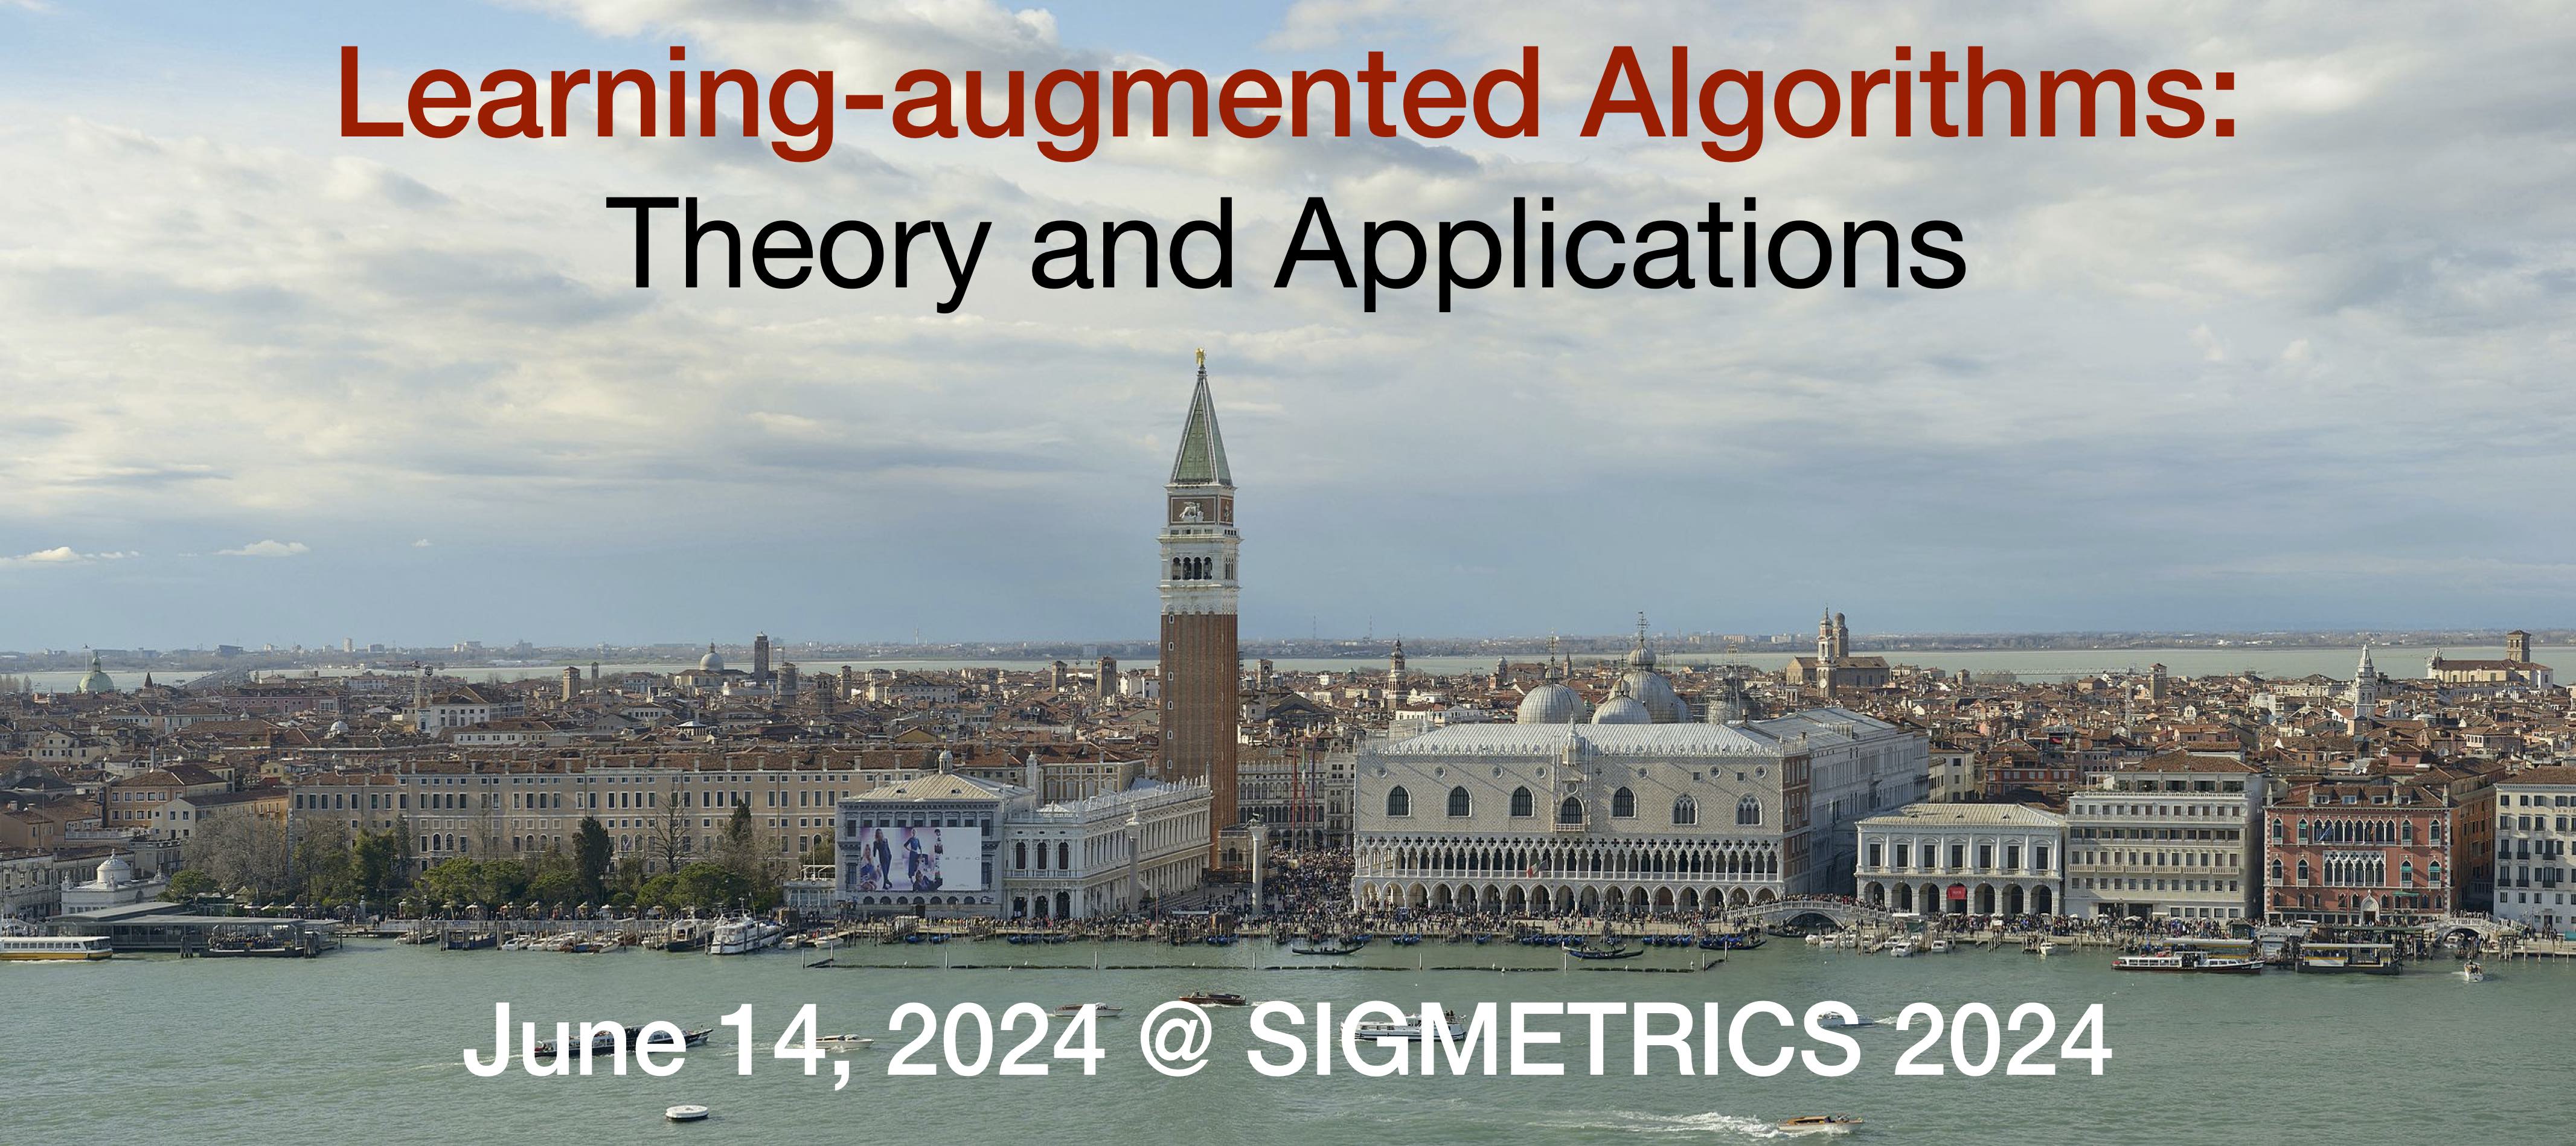 Learning-augmented Algorithms:
Theory and Applications
June 14, 2024 @ SIGMETRICS 2024